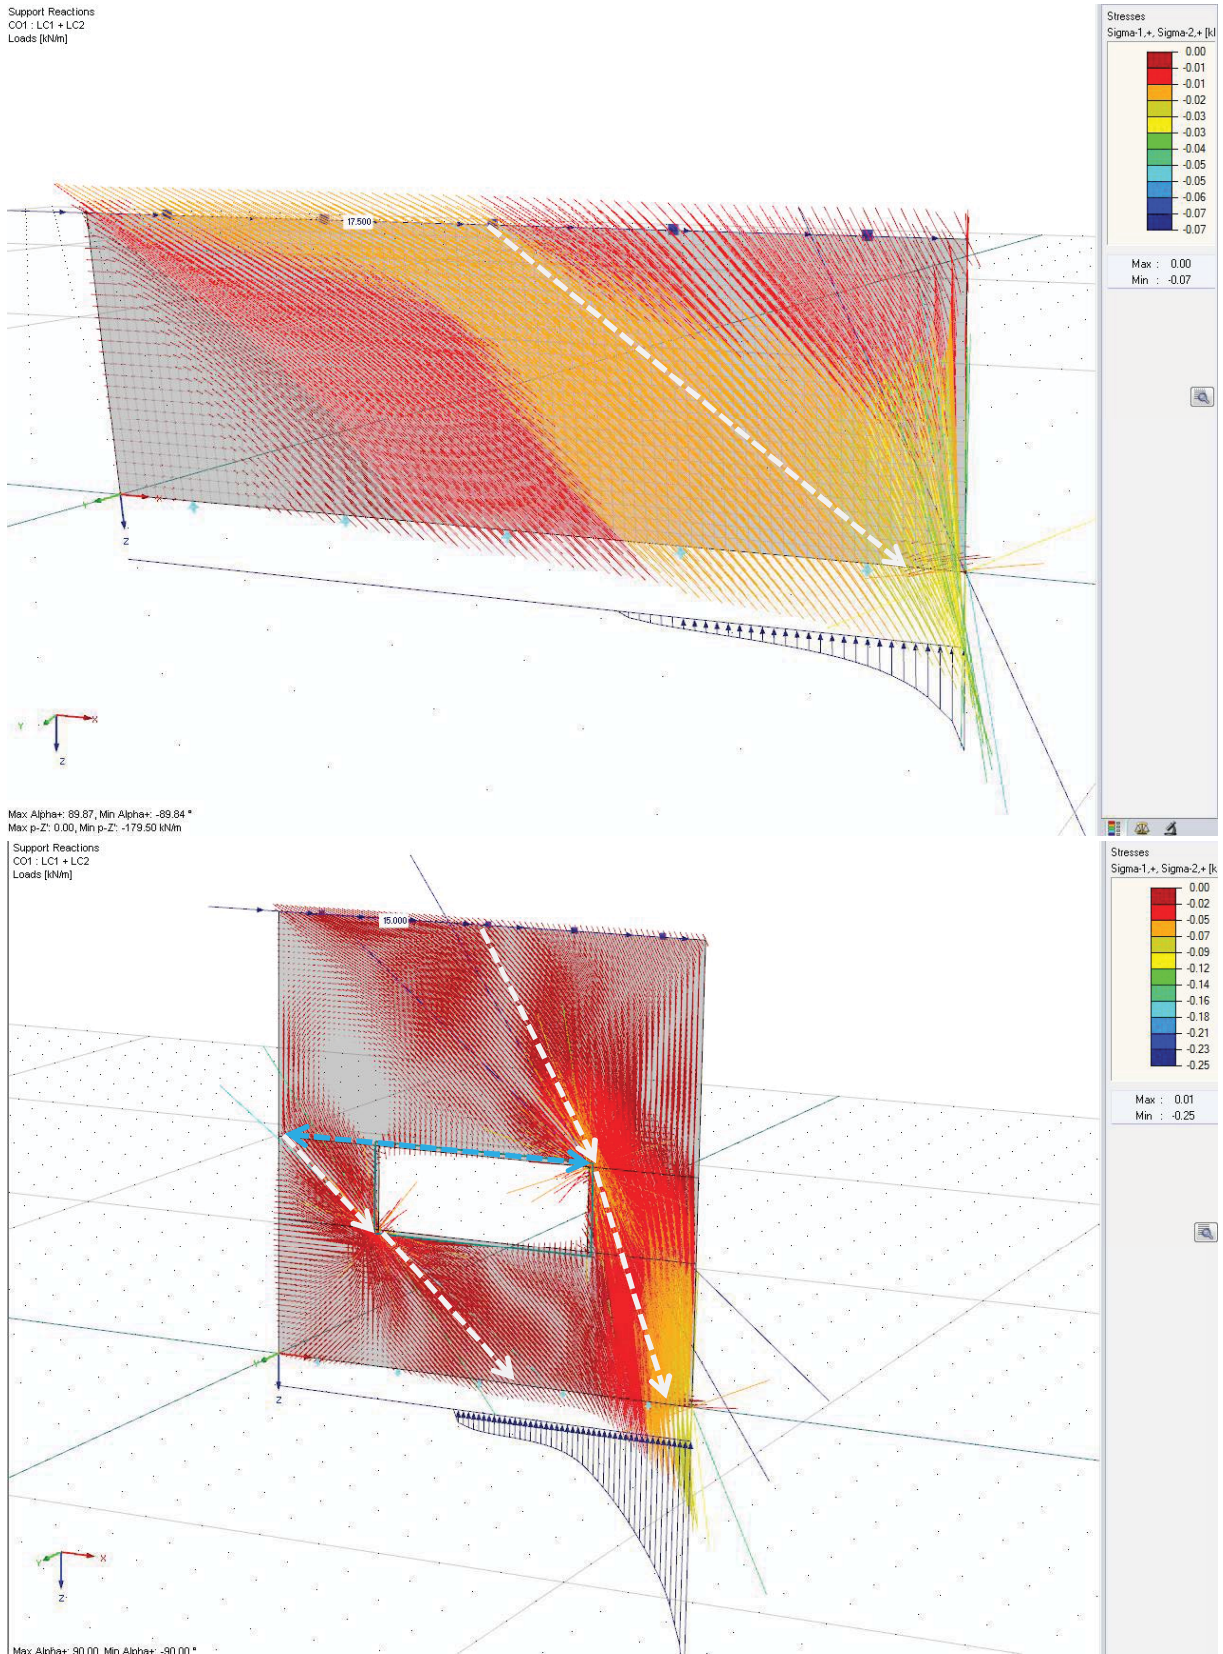 Support Reactions
CO1 : LC1 + LC2
Loads [kN/m]
Stresses
Sigma-1,+, Sigma-2,+ [kl
0.00
-0.01
-0.01
-0.02
-0.03
-0.03
-0.04
-0.05
-0.05
-0.06
-0.07
-0.07
Max : 0.00
Min : -0.07
17.500
X
Y
Z
Y
X
Z
Max Alpha+: 89.87, Min Alpha+: -89.84 °
Max p-Z': 0.00, Min p-Z': -179.50 kN/m
Support Reactions
CO1 : LC1 + LC2
Loads [kN/m]
Stresses
Sigma-1,+, Sigma-2,+ [k
0.00
-0.02
-0.05
-0.07
-0.09
-0.12
-0.14
-0.16
-0.18
-0.21
-0.23
-0.25
Max : 0.01
Min : -0.25
15.000
Y
Z
Y
X
Z
Max Alpha+: 90.00, Min Alpha+: -90.00 °